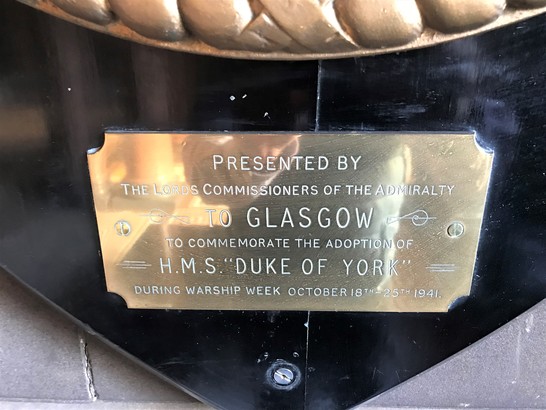 PRESENTED BY
THE LORDS COMMISSIONERS OF THE ADMIRALTY
TO GLASGOW
TO COMMEMORATE THE ADOPTION OF
H.M.S. "DUKE OF YORK"
DURING WARSHIP WEEK OCTOBER 18TH-25TH 1941.